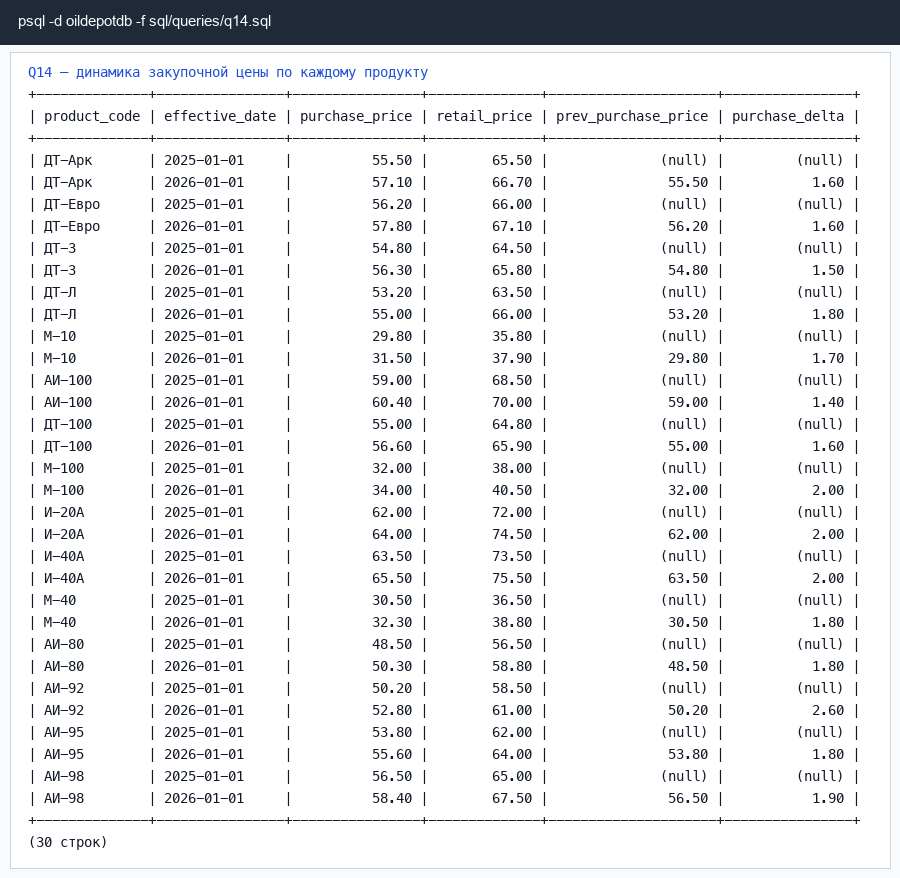 psql -d oildepotdb -f sql/queries/q14.sql
Q14 — динамика закупочной цены по каждому продукту
+——————————————+————————————————+————————————————+——————————————+—————————————————————+————————————————+
| product_code | effective_date | purchase_price | retail_price | prev_purchase_price | purchase_delta |
+——————————————+————————————————+————————————————+——————————————+—————————————————————+————————————————+
| ДТ-Арк | 2025-01-01 | 55.50 | 65.50 | (null) | (null) |
| ДТ-Арк | 2026-01-01 | 57.10 | 66.70 | 55.50 | 1.60 |
| ДТ-Евро | 2025-01-01 | 56.20 | 66.00 | (null) | (null) |
| ДТ-Евро | 2026-01-01 | 57.80 | 67.10 | 56.20 | 1.60 |
| ДТ-З | 2025-01-01 | 54.80 | 64.50 | (null) | (null) |
| ДТ-З | 2026-01-01 | 56.30 | 65.80 | 54.80 | 1.50 |
| ДТ-Л | 2025-01-01 | 53.20 | 63.50 | (null) | (null) |
| ДТ-Л | 2026-01-01 | 55.00 | 66.00 | 53.20 | 1.80 |
| М-10 | 2025-01-01 | 29.80 | 35.80 | (null) | (null) |
| М-10 | 2026-01-01 | 31.50 | 37.90 | 29.80 | 1.70 |
| АИ-100 | 2025-01-01 | 59.00 | 68.50 | (null) | (null) |
| АИ-100 | 2026-01-01 | 60.40 | 70.00 | 59.00 | 1.40 |
| ДТ-100 | 2025-01-01 | 55.00 | 64.80 | (null) | (null) |
| ДТ-100 | 2026-01-01 | 56.60 | 65.90 | 55.00 | 1.60 |
| М-100 | 2025-01-01 | 32.00 | 38.00 | (null) | (null) |
| М-100 | 2026-01-01 | 34.00 | 40.50 | 32.00 | 2.00 |
| И-20А | 2025-01-01 | 62.00 | 72.00 | (null) | (null) |
| И-20А | 2026-01-01 | 64.00 | 74.50 | 62.00 | 2.00 |
| И-40А | 2025-01-01 | 63.50 | 73.50 | (null) | (null) |
| И-40А | 2026-01-01 | 65.50 | 75.50 | 63.50 | 2.00 |
| М-40 | 2025-01-01 | 30.50 | 36.50 | (null) | (null) |
| М-40 | 2026-01-01 | 32.30 | 38.80 | 30.50 | 1.80 |
| АИ-80 | 2025-01-01 | 48.50 | 56.50 | (null) | (null) |
| АИ-80 | 2026-01-01 | 50.30 | 58.80 | 48.50 | 1.80 |
| АИ-92 | 2025-01-01 | 50.20 | 58.50 | (null) | (null) |
| АИ-92 | 2026-01-01 | 52.80 | 61.00 | 50.20 | 2.60 |
| АИ-95 | 2025-01-01 | 53.80 | 62.00 | (null) | (null) |
| АИ-95 | 2026-01-01 | 55.60 | 64.00 | 53.80 | 1.80 |
| АИ-98 | 2025-01-01 | 56.50 | 65.00 | (null) | (null) |
| АИ-98 | 2026-01-01 | 58.40 | 67.50 | 56.50 | 1.90 |
+——————————————+————————————————+————————————————+——————————————+—————————————————————+————————————————+
(30 строк)